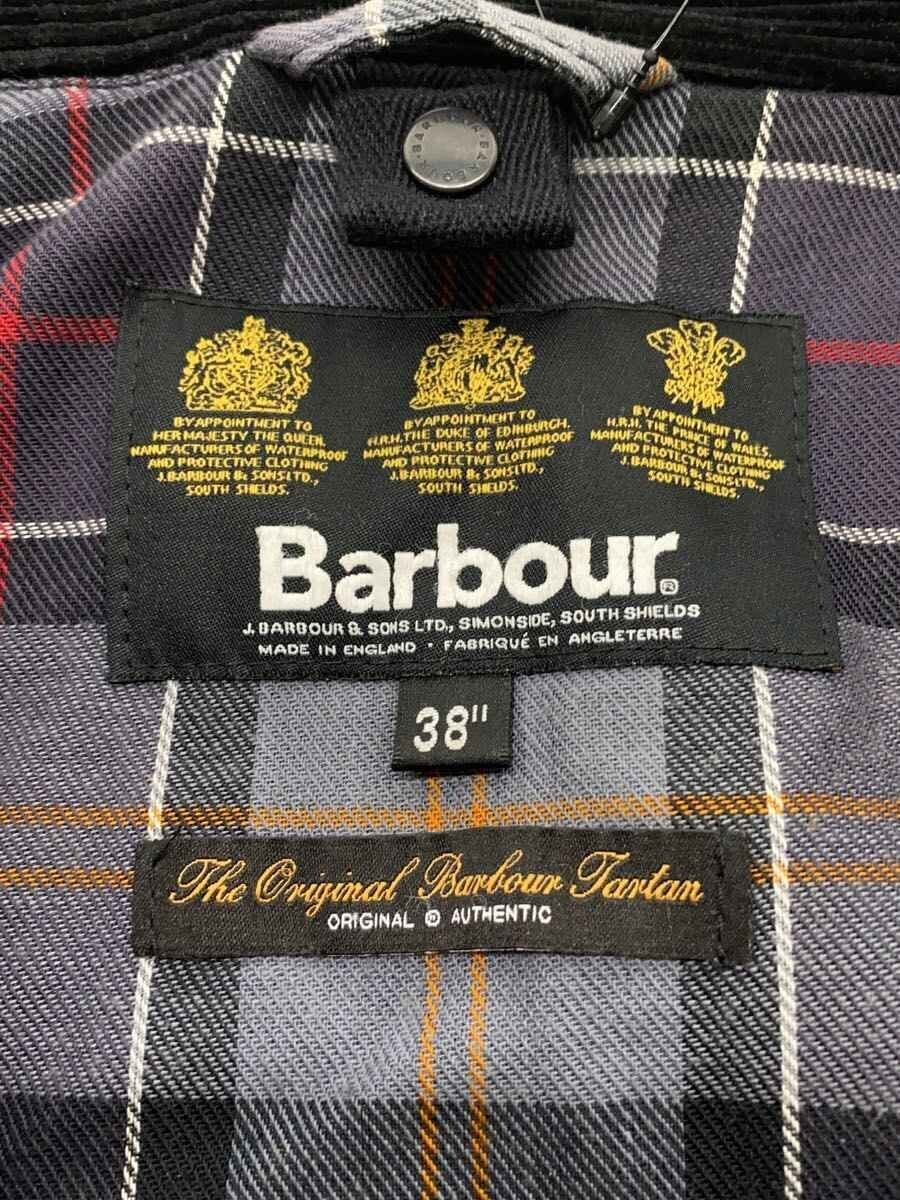 BARBOUR · BARBOUR
BY APPOINTMENT TO
HER MAJESTY THE QUEEN.
MANUFACTURERS OF WATERPROOF
AND PROTECTIVE CLOTHING
J.BARBOUR & SONS LTD.,
SOUTH SHIELDS.
BY APPOINTMENT TO
H.R.H. THE DUKE OF EDINBURGH.
MANUFACTURERS OF WATERPROOF
AND PROTECTIVE CLOTHING
J.BARBOUR & SONS LTD.,
SOUTH SHIELDS.
BY APPOINTMENT TO
H.R.H. THE PRINCE OF WALES.
MANUFACTURERS OF WATERPROOF
AND PROTECTIVE CLOTHING
J.BARBOUR & SONS LTD.,
SOUTH SHIELDS.
Barbour®
J. BARBOUR & SONS LTD., SIMONSIDE, SOUTH SHIELDS
MADE IN ENGLAND · FABRIQUÉ EN ANGLETERRE
38"
The Original Barbour Tartan
ORIGINAL ® AUTHENTIC